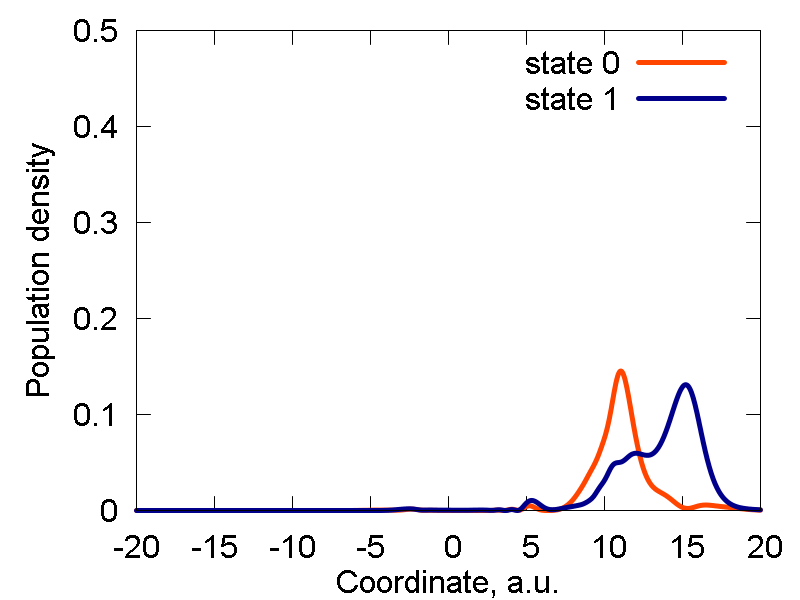 0.5
0.4
0.3
0.2
0.1
0
Population density
state 0
state 1
-20 -15 -10 -5 0 5 10 15 20
Coordinate, a.u.